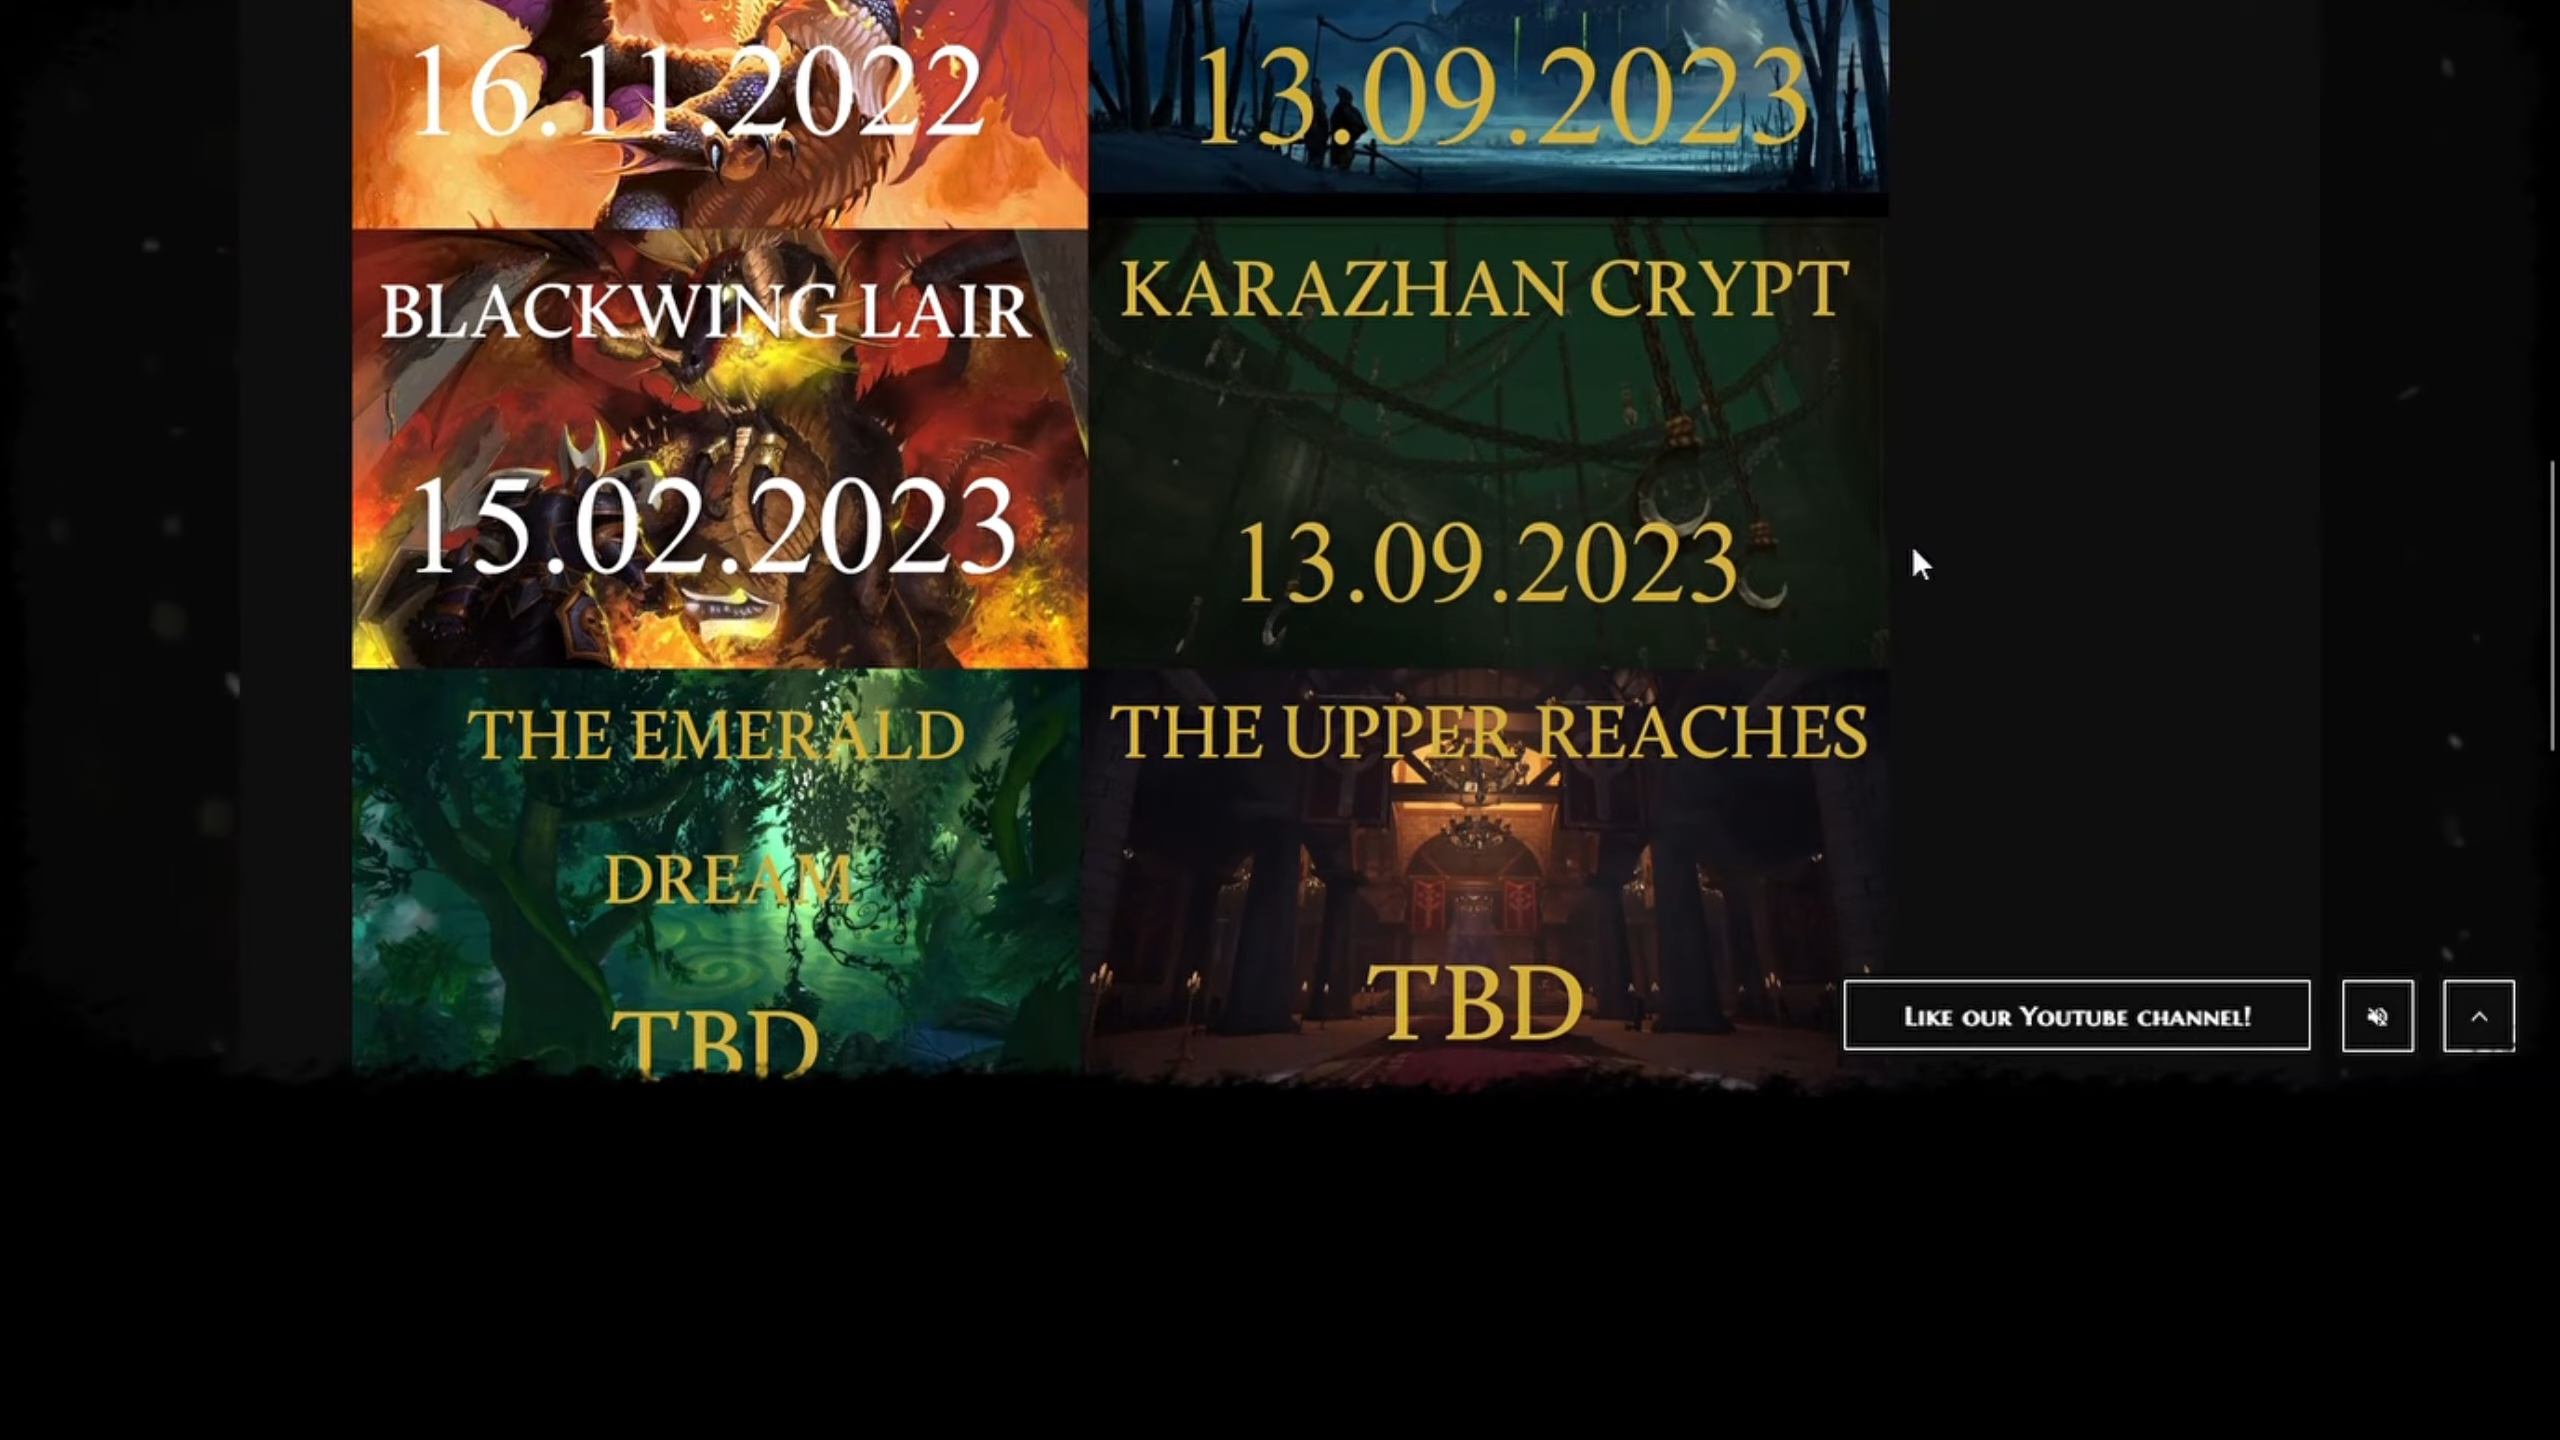 16.11.2022
13.09.2023
BLACKWING LAIR
15.02.2023
KARAZHAN CRYPT
13.09.2023
THE EMERALD
DREAM
TBD
THE UPPER REACHES
TBD
LIKE OUR YOUTUBE CHANNEL!